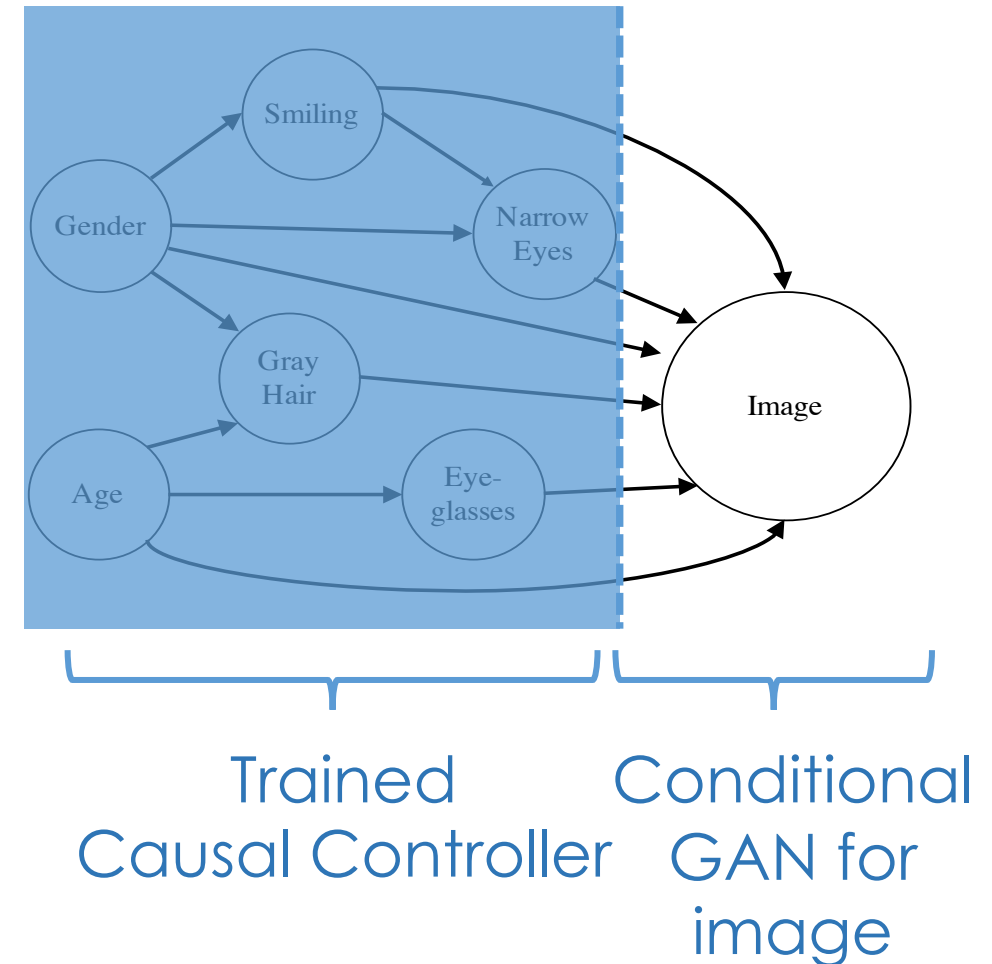 Smiling
Gender
Narrow
Eyes
Gray
Hair
Image
Age
Eye-
glasses
Trained
Causal Controller
Conditional
GAN for
image